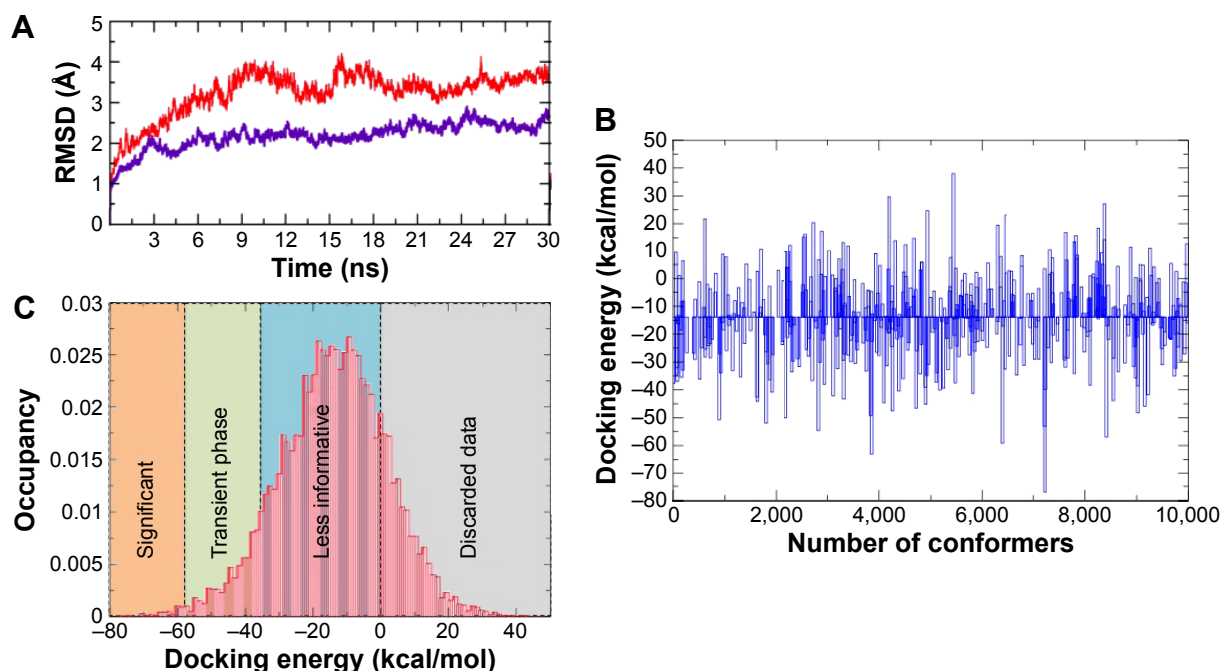 A
RMSD (Å)
5
4
3
2
1
0
3 6 9 12 15 18 21 24 27 30
Time (ns)
B
Docking energy (kcal/mol)
50
40
30
20
10
0
–10
–20
–30
–40
–50
–60
–70
–80
0 2,000 4,000 6,000 8,000 10,000
Number of conformers
C
Occupancy
0.03
0.025
0.02
0.015
0.01
0.005
0
Significant
Transient phase
Less informative
Discarded data
–80 –60 –40 –20 0 20 40
Docking energy (kcal/mol)